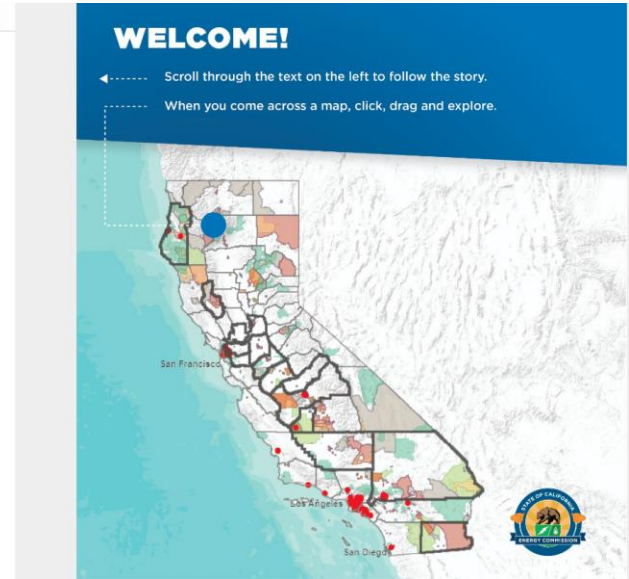 WELCOME!
Scroll through the text on the left to follow the story.
When you come across a map, click, drag and explore.
San Francisco
Los Angeles
San Diego
STATE OF CALIFORNIA
ENERGY COMMISSION